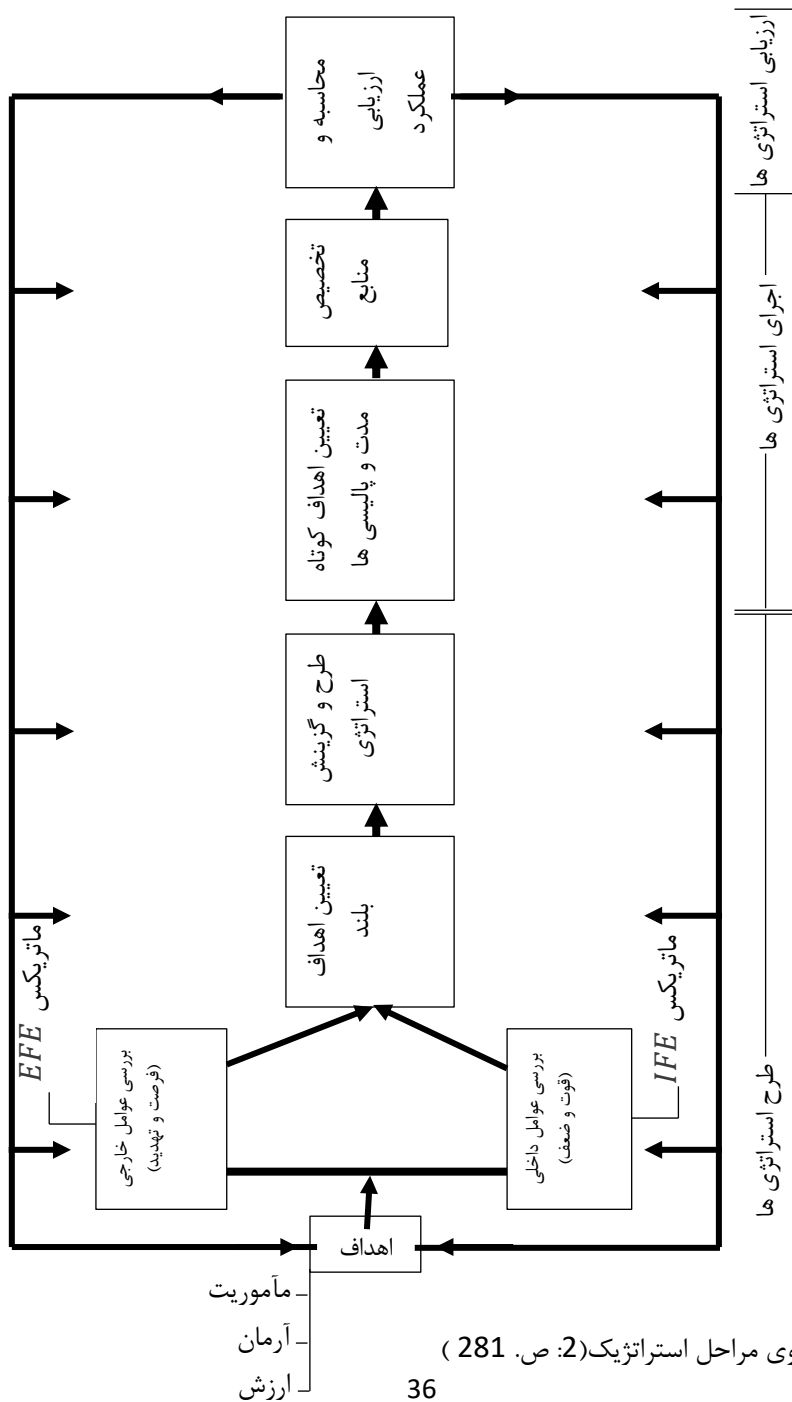 اهداف
مآموریت
آرمان
ارزش
بررسی عوامل خارجی
(فرصت و تهدید)
ماتریکس EFE
بررسی عوامل داخلی
(قوت و ضعف)
ماتریکس IFE
تعیین اهداف
بلند
طرح و گزینش
استراتژی
تعیین اهداف کوتاه
مدت و پالیسی ها
تخصیص
منابع
محاسبه و
ارزیابی
عملکرد
طرح استراتژی ها
اجرای استراتژی ها
ارزیابی استراتژی ها
مراحل استراتژیک(2: ص. 281 )
36